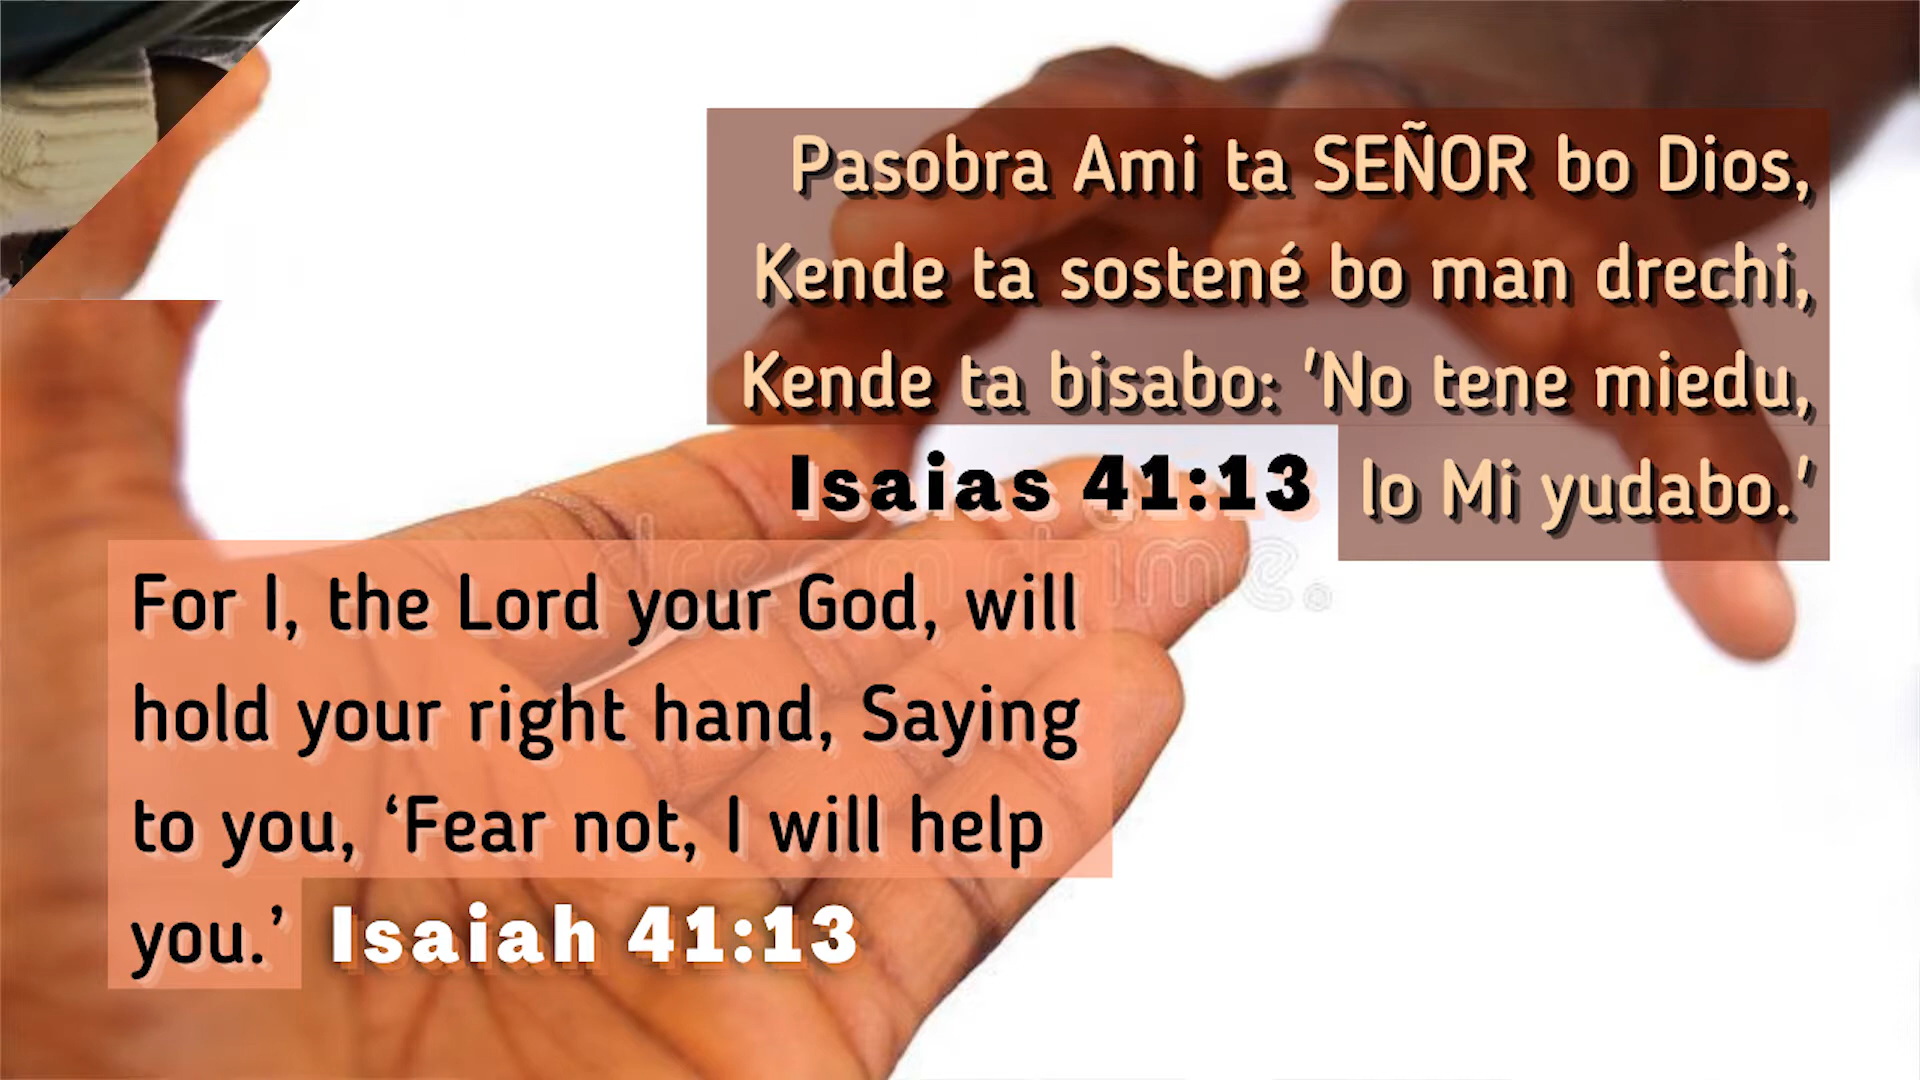 Pasobra Ami ta SEÑOR bo Dios,
Kende ta sostené bo man drechi,
Kende ta bisabo: 'No tene miedu,
lo Mi yudabo.'
Isaias 41:13
dreamstime.
For I, the Lord your God, will
hold your right hand, Saying
to you, ‘Fear not, I will help
you.’ Isaiah 41:13